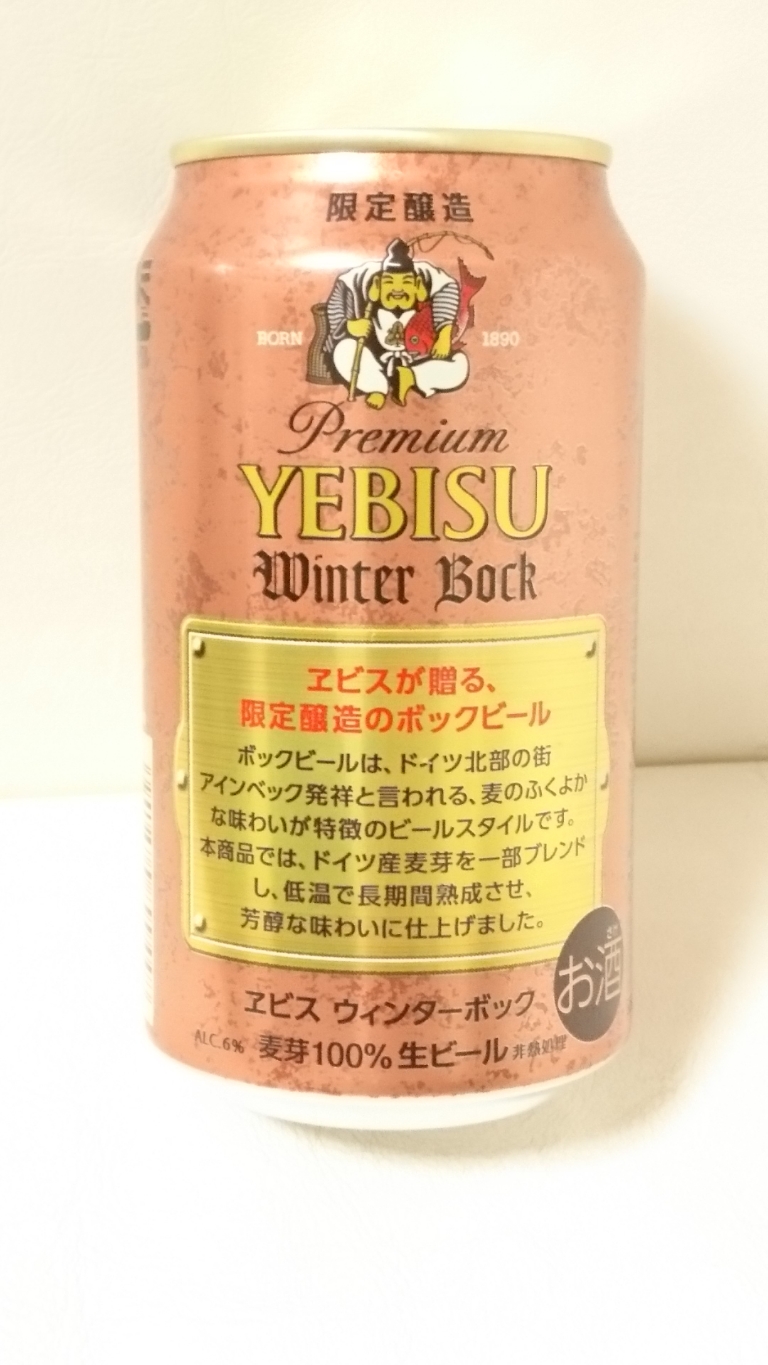 限定醸造
BORN 1890
Premium
YEBISU
Winter Bock
ヱビスが贈る、
限定醸造のボックビール
ボックビールは、ドイツ北部の街
アインベック発祥と言われる、麦のふくよか
な味わいが特徴のビールスタイルです。
本商品では、ドイツ産麦芽を一部ブレンド
し、低温で長期間熟成させ、
芳醇な味わいに仕上げました。
さけ
お酒
ヱビス ウィンターボック
ALC.6% 麦芽100%生ビール 非熱処理